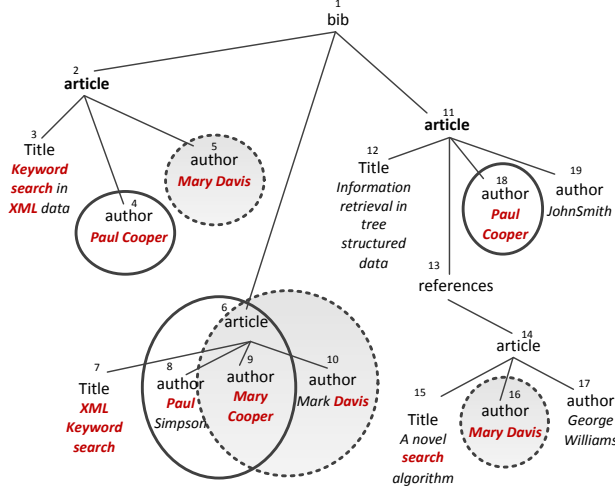 1
bib
2
article
3
Title
Keyword
search in
XML data
4
author
Paul Cooper
5
author
Mary Davis
6
article
7
Title
XML
Keyword
search
8
author
Paul
Simpson
9
author
Mary
Cooper
10
author
Mark Davis
11
article
12
Title
Information
retrieval in
tree
structured
data
18
author
Paul
Cooper
19
author
JohnSmith
13
references
14
article
15
Title
A novel
search
algorithm
16
author
Mary Davis
17
author
George
Williams